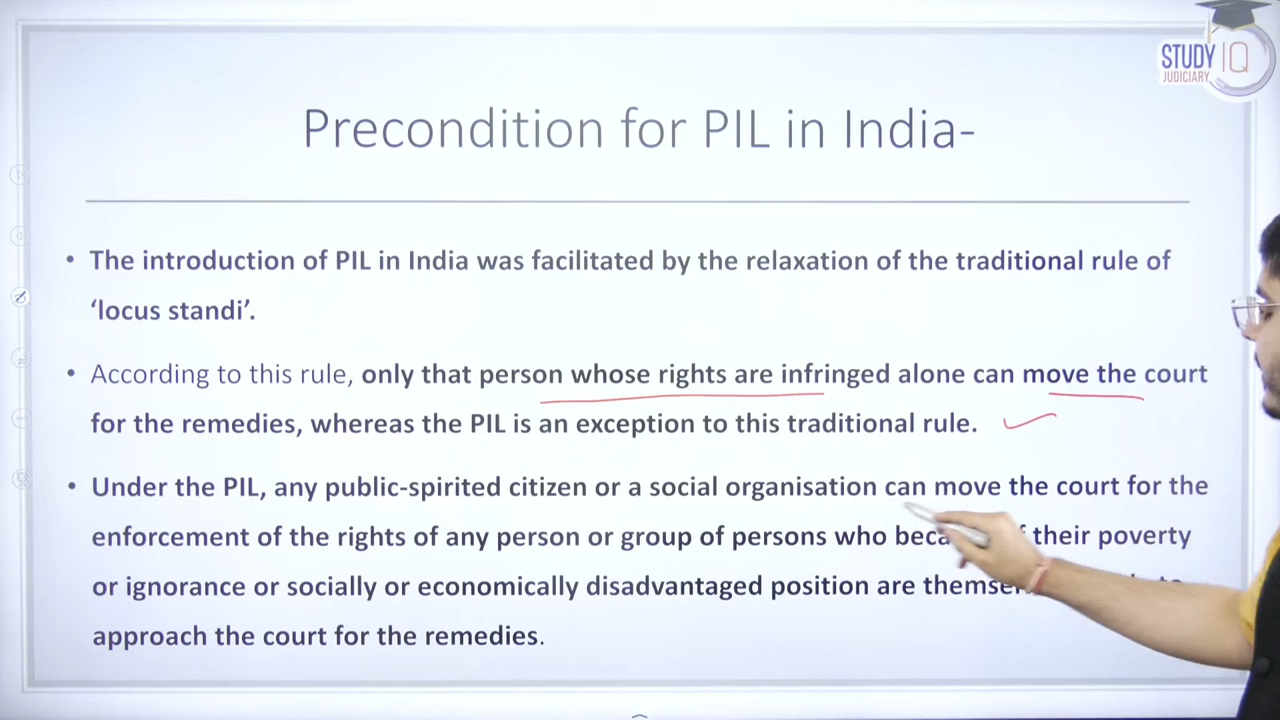 STUDY IQ
JUDICIARY
Precondition for PIL in India-
• The introduction of PIL in India was facilitated by the relaxation of the traditional rule of
‘locus standi’.
• According to this rule, only that person whose rights are infringed alone can move the court
for the remedies, whereas the PIL is an exception to this traditional rule.
• Under the PIL, any public-spirited citizen or a social organisation can move the court for the
enforcement of the rights of any person or group of persons who their poverty
or ignorance or socially or economically disadvantaged position are
approach the court for the remedies.